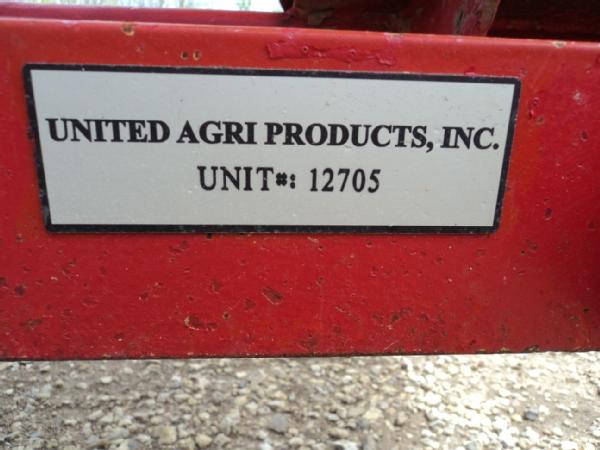 UNITED AGRI PRODUCTS, INC.
UNIT#: 12705